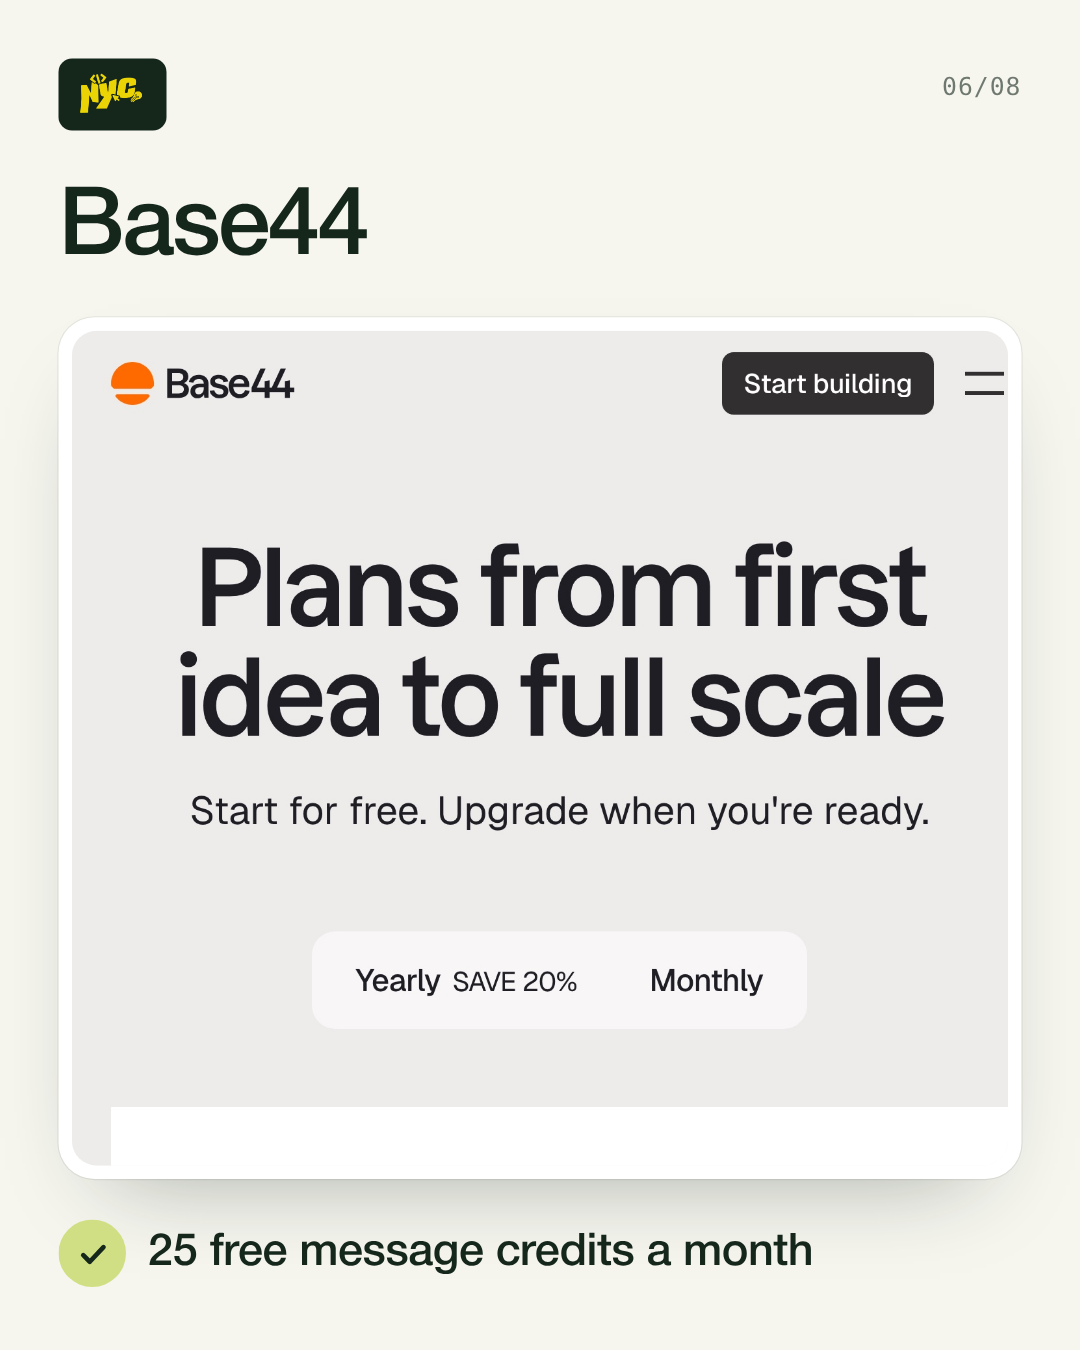 NYC
06/08
Base44
Base44
Start building
Plans from first
idea to full scale
Start for free. Upgrade when you're ready.
Yearly SAVE 20% Monthly
25 free message credits a month